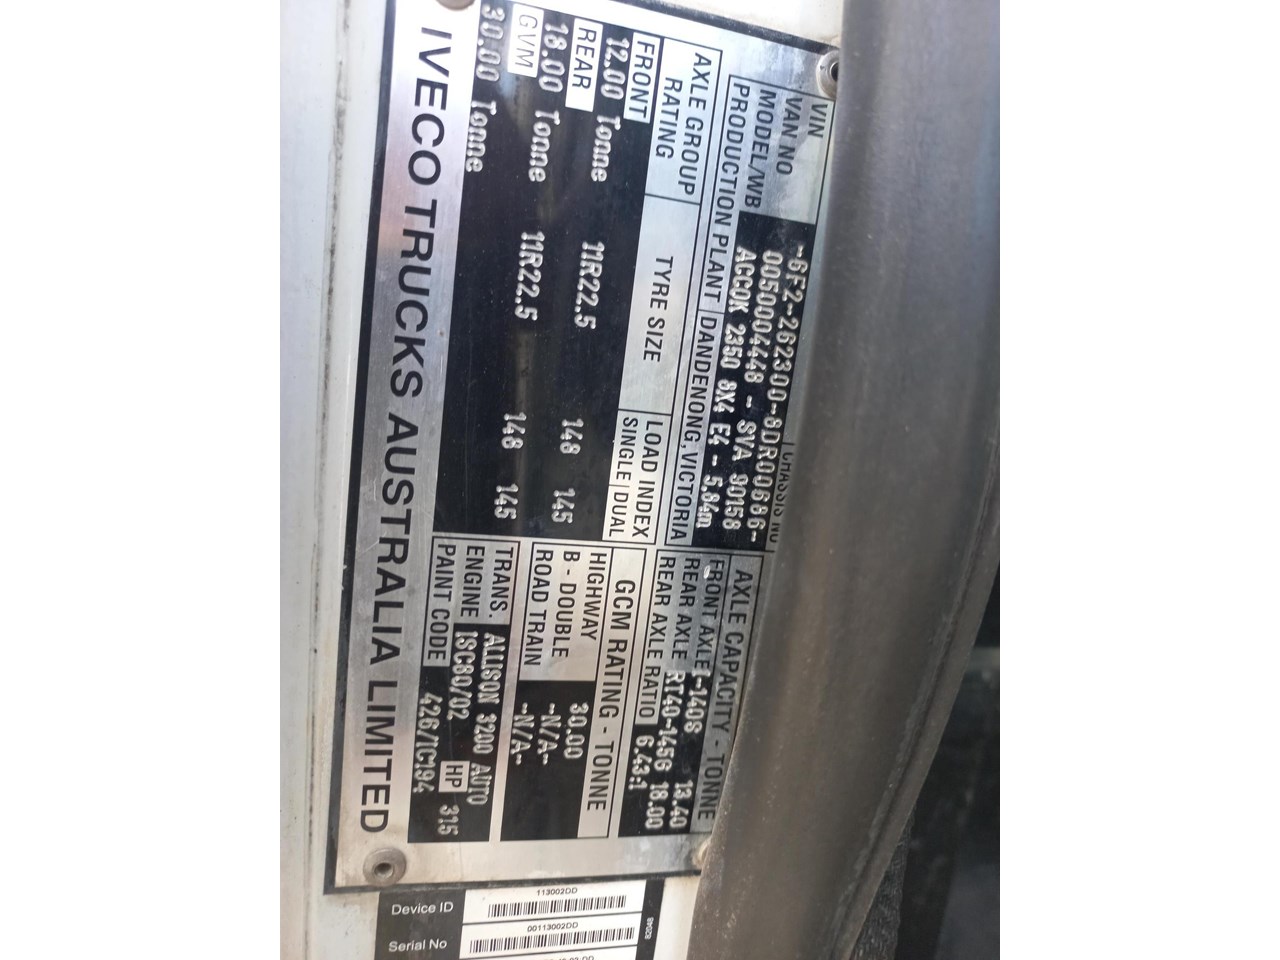 VIN -6F2-262300-8DR00686-
CHASSIS NO
VAN NO 0050004448 - SVA 90158
MODEL/WB ACCOK 2350 8X4 E4 - 5.84m
PRODUCTION PLANT DANDENONG, VICTORIA
AXLE GROUP RATING
TYRE SIZE
LOAD INDEX
SINGLE DUAL
FRONT
12.00 Tonne 11R22.5 148 145
REAR
18.00 Tonne 11R22.5 148 145
GVM
30.00 Tonne
AXLE CAPACITY - TONNE
FRONT AXLE -140S 13.40
REAR AXLE RT40-145G 18.00
REAR AXLE RATIO 6.43:1
GCM RATING - TONNE
HIGHWAY 30.00
B - DOUBLE -N/A-
ROAD TRAIN -N/A-
TRANS. ALLISON 3200 AUTO
ENGINE ISC80/02 HP 315
PAINT CODE 426/1C194
IVECO TRUCKS AUSTRALIA LIMITED
Device ID 113002DD
Serial No 00113002DD